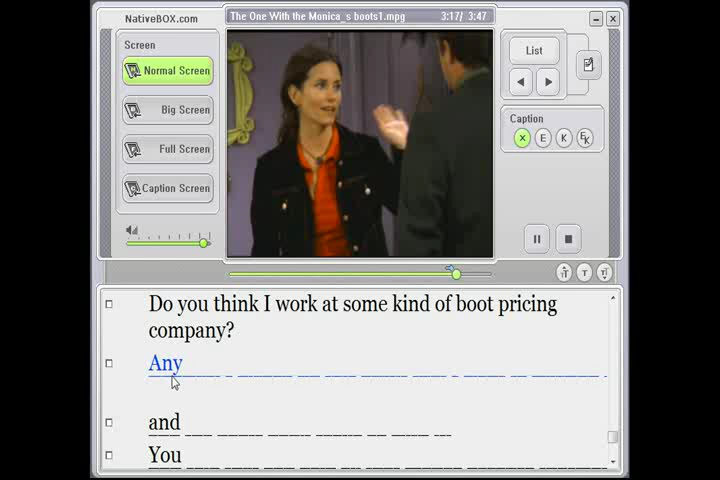 NativeBOX.com
The One With the Monica_s boots1.mpg
3:17/ 3:47
Screen
Normal Screen
Big Screen
Full Screen
Caption Screen
List
Caption
X E K EK
T T T
Do you think I work at some kind of boot pricing
company?
Any
and
You